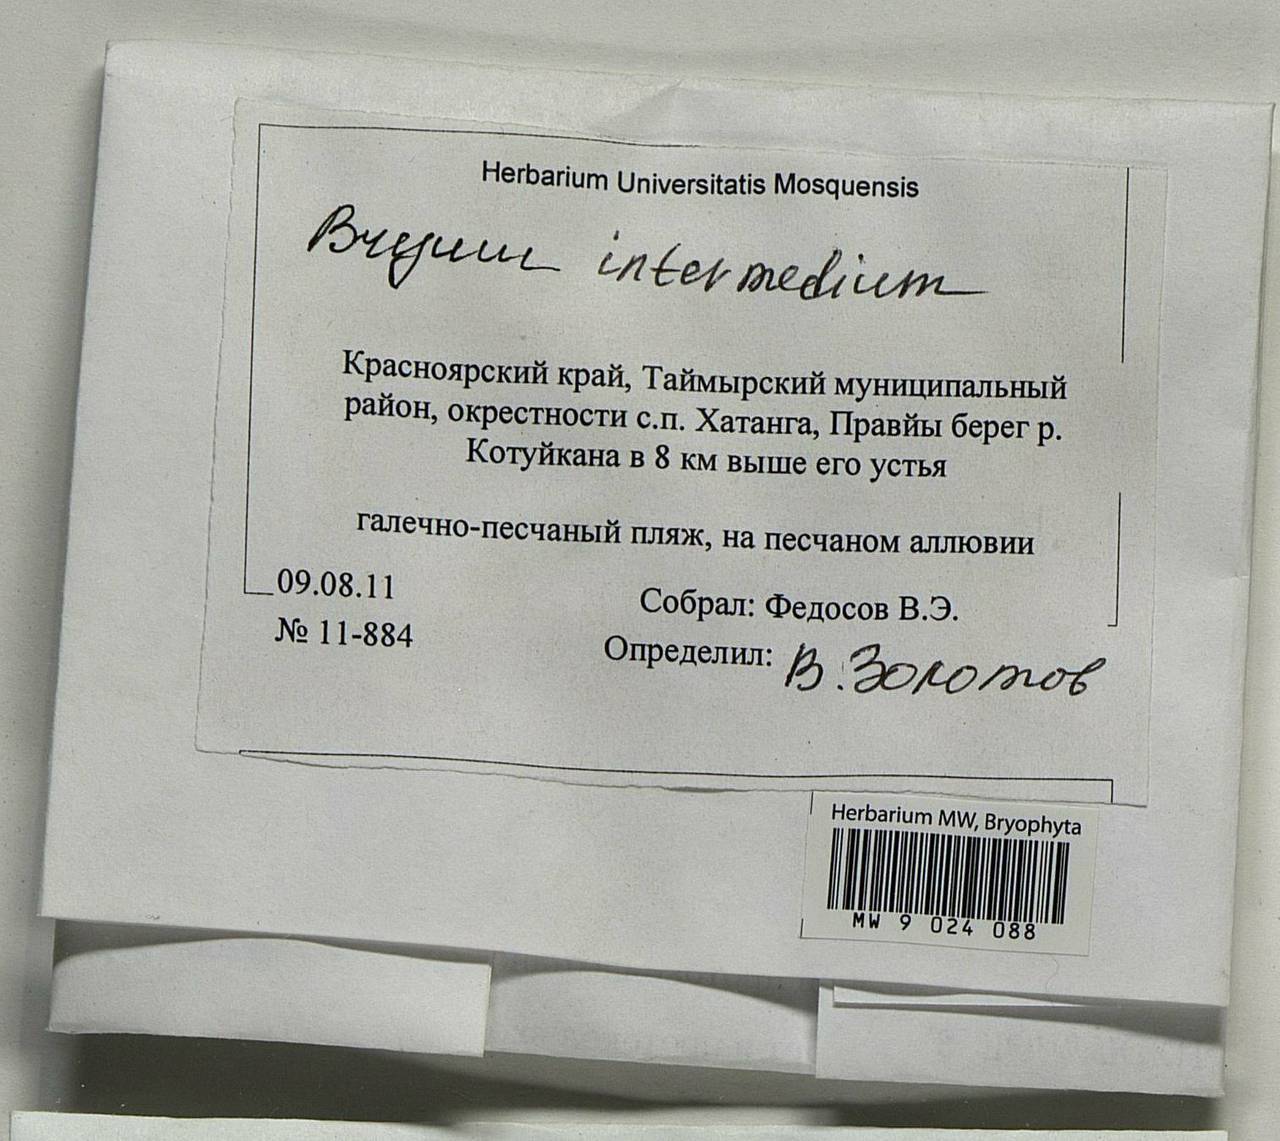 Herbarium Universitatis Mosquensis
Bryum intermedium
Красноярский край, Таймырский муниципальный
район, окрестности с.п. Хатанга, Правйы берег р.
Котуйкана в 8 км выше его устья
галечно-песчаный пляж, на песчаном аллювии
09.08.11
Собрал: Федосов В.Э.
№ 11-884
Определил: В. Золотов
Herbarium MW, Bryophyta
MW 9 024 088